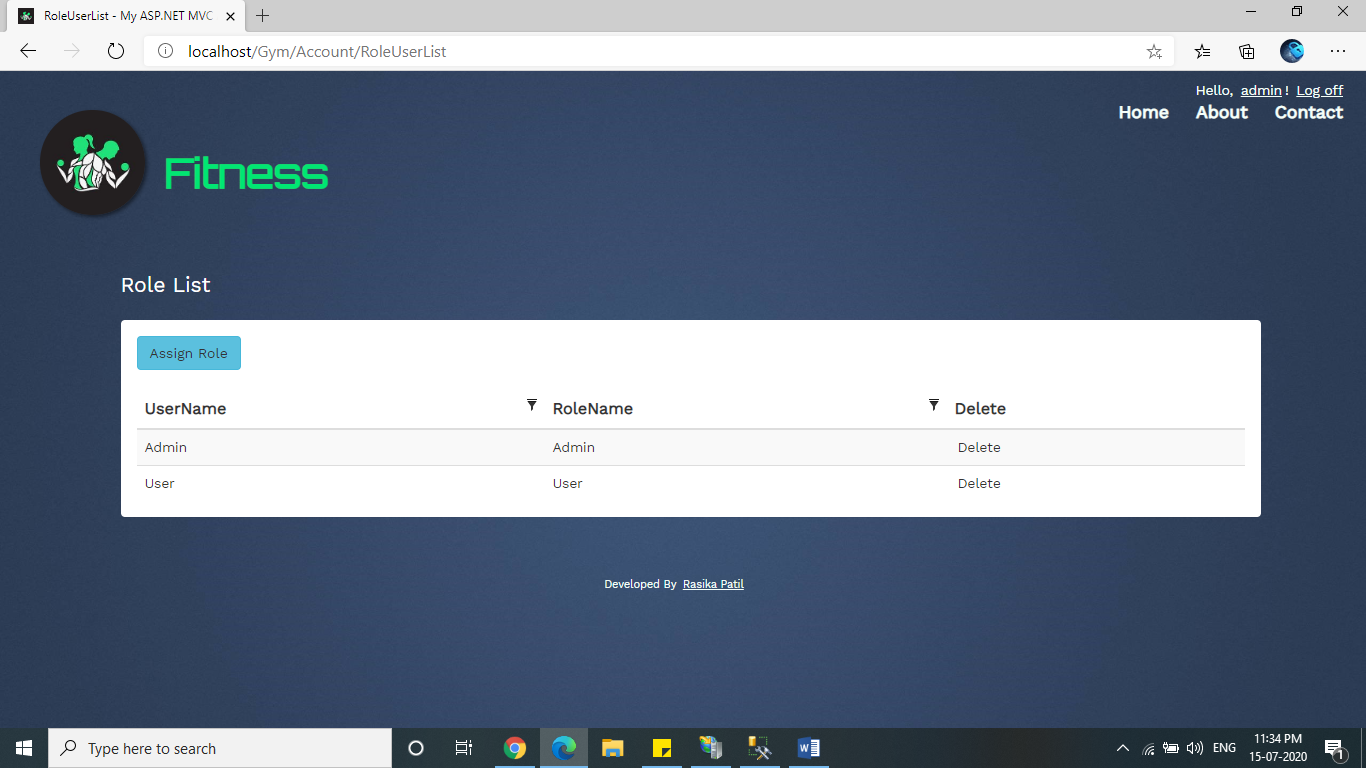 RoleUserList - My ASP.NET MVC
localhost/Gym/Account/RoleUserList
Hello, admin ! Log off
Home About Contact
Fitness
Role List
Assign Role
UserName RoleName Delete
Admin Admin Delete
User User Delete
Developed By Rasika Patil
Type here to search
ENG
11:34 PM
15-07-2020
1